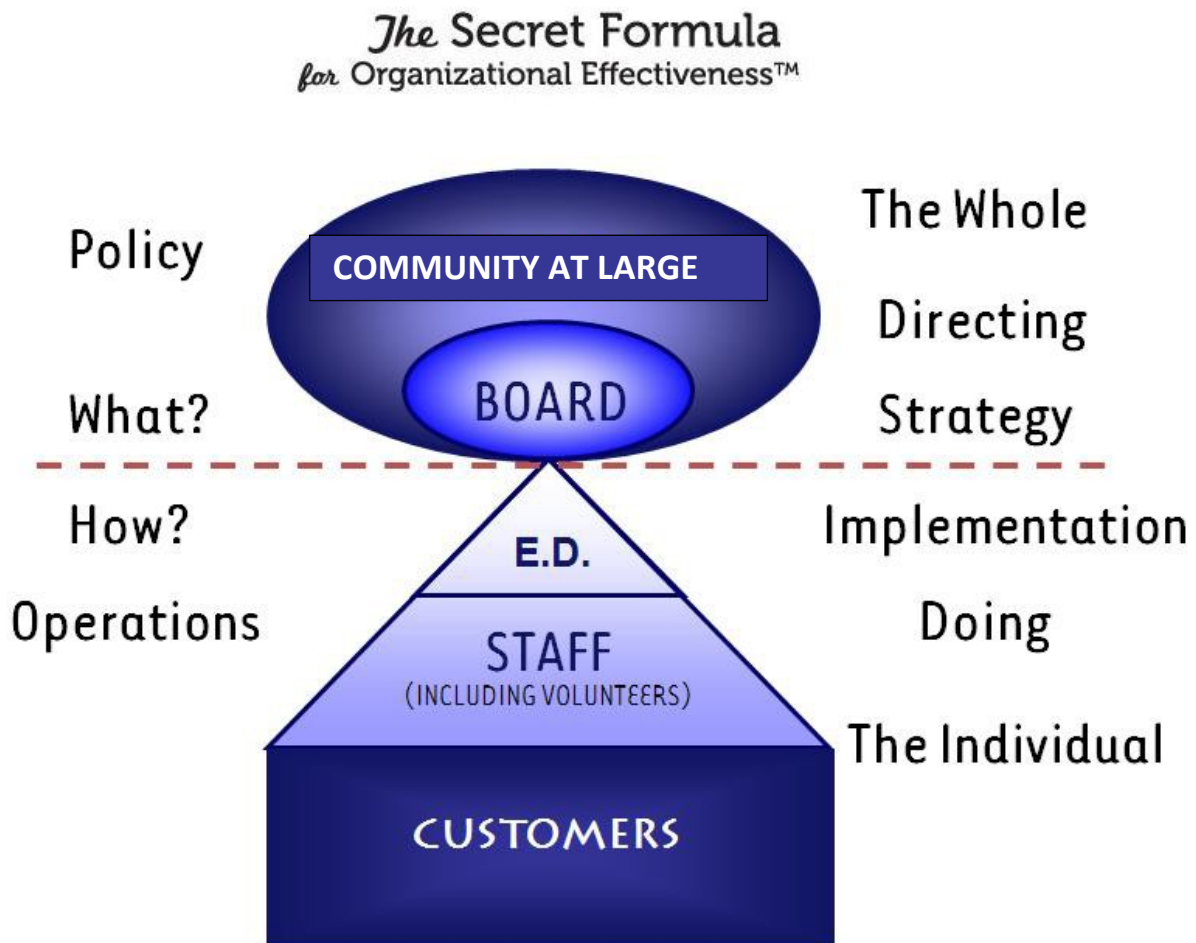 The Secret Formula
for Organizational Effectiveness™
Policy
COMMUNITY AT LARGE
The Whole
Directing
What?
BOARD
Strategy
How?
E.D.
Implementation
Operations
STAFF
(INCLUDING VOLUNTEERS)
Doing
The Individual
CUSTOMERS